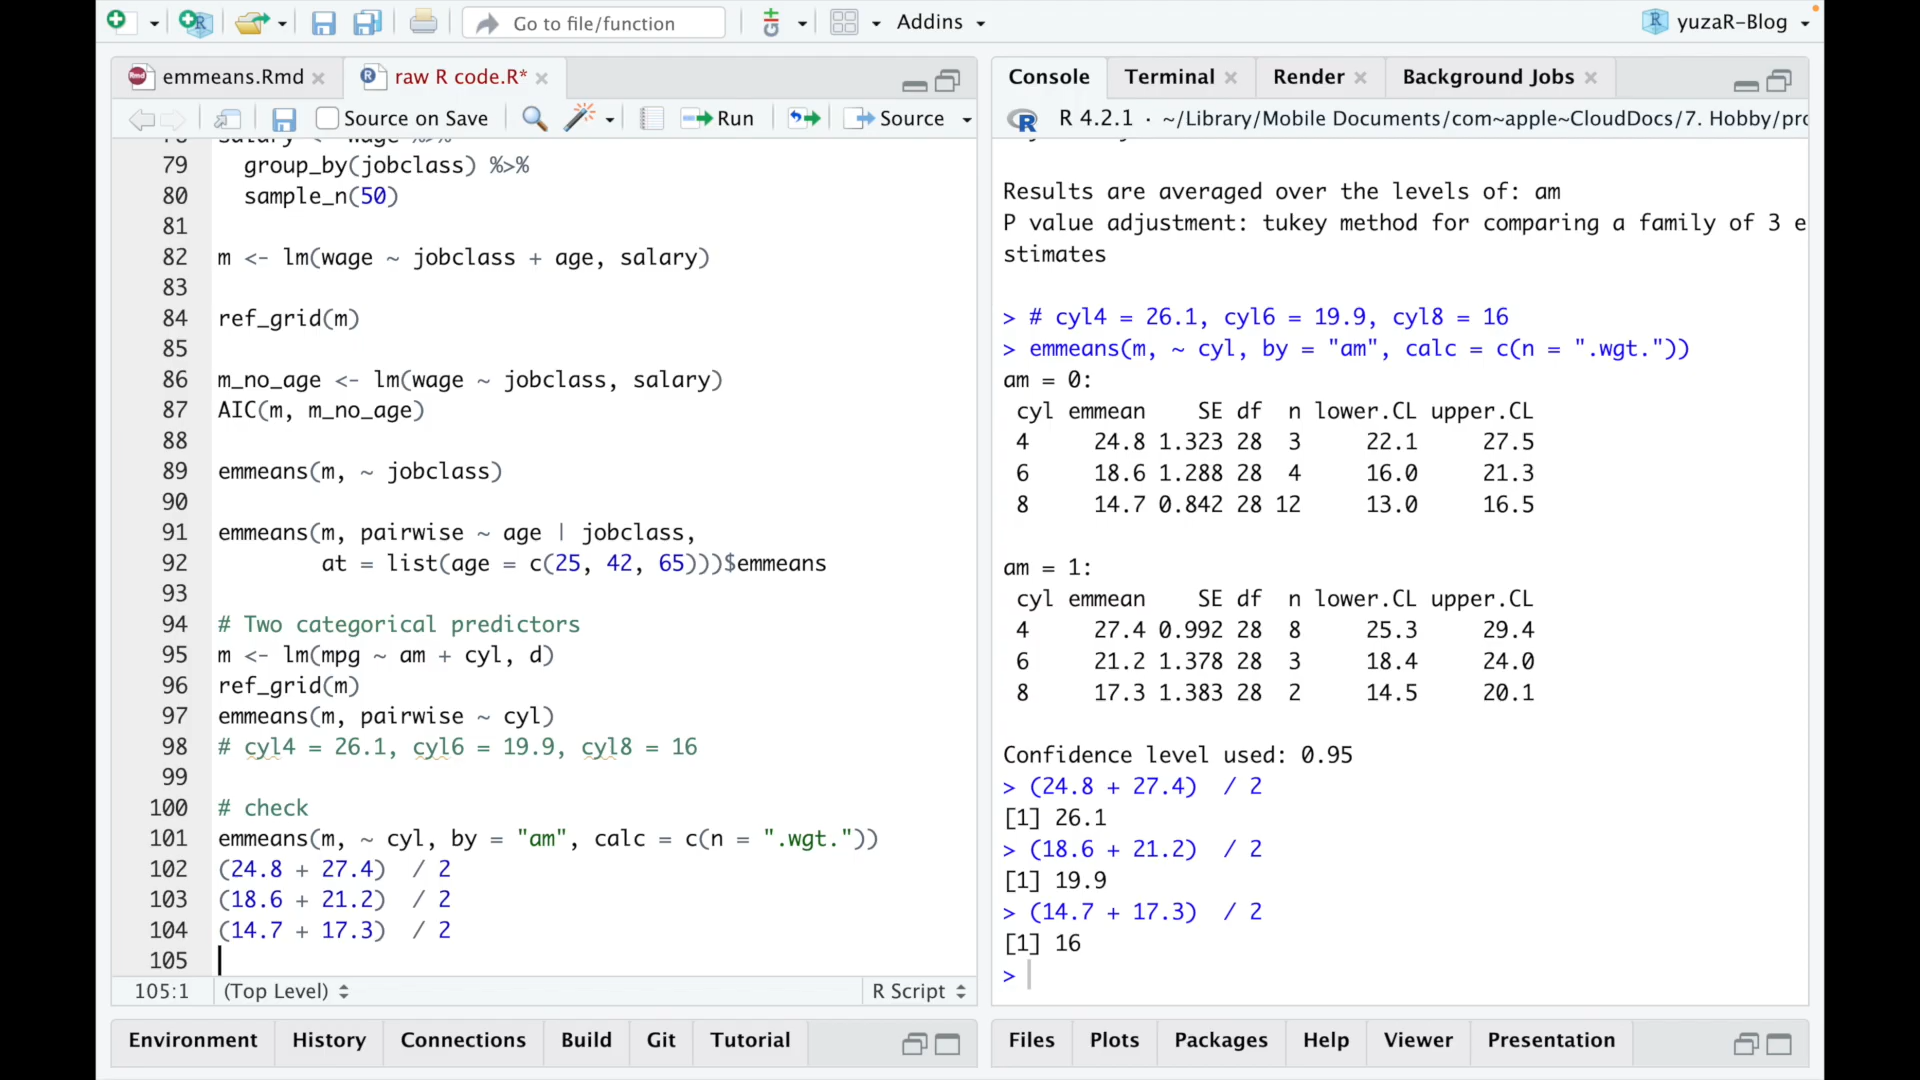 Go to file/function
Addins
yuzaR-Blog
emmeans.Rmd
raw R code.R*
Source on Save
Run
Source
79 group_by(jobclass) %>%
80 sample_n(50)
81
82 m <- lm(wage ~ jobclass + age, salary)
83
84 ref_grid(m)
85
86 m_no_age <- lm(wage ~ jobclass, salary)
87 AIC(m, m_no_age)
88
89 emmeans(m, ~ jobclass)
90
91 emmeans(m, pairwise ~ age | jobclass,
92 at = list(age = c(25, 42, 65)))$emmeans
93
94 # Two categorical predictors
95 m <- lm(mpg ~ am + cyl, d)
96 ref_grid(m)
97 emmeans(m, pairwise ~ cyl)
98 # cyl4 = 26.1, cyl6 = 19.9, cyl8 = 16
99
100 # check
101 emmeans(m, ~ cyl, by = "am", calc = c(n = ".wgt."))
102 (24.8 + 27.4)  / 2
103 (18.6 + 21.2)  / 2
104 (14.7 + 17.3)  / 2
105
105:1 (Top Level) R Script
Environment History Connections Build Git Tutorial
Console Terminal Render Background Jobs
R 4.2.1 · ~/Library/Mobile Documents/com~apple~CloudDocs/7. Hobby/pro
Results are averaged over the levels of: am
P value adjustment: tukey method for comparing a family of 3 e
stimates
> # cyl4 = 26.1, cyl6 = 19.9, cyl8 = 16
> emmeans(m, ~ cyl, by = "am", calc = c(n = ".wgt."))
am = 0:
cyl emmean SE df n lower.CL upper.CL
4 24.8 1.323 28 3 22.1 27.5
6 18.6 1.288 28 4 16.0 21.3
8 14.7 0.842 28 12 13.0 16.5
am = 1:
cyl emmean SE df n lower.CL upper.CL
4 27.4 0.992 28 8 25.3 29.4
6 21.2 1.378 28 3 18.4 24.0
8 17.3 1.383 28 2 14.5 20.1
Confidence level used: 0.95
> (24.8 + 27.4)  / 2
[1] 26.1
> (18.6 + 21.2)  / 2
[1] 19.9
> (14.7 + 17.3)  / 2
[1] 16
>
Files Plots Packages Help Viewer Presentation